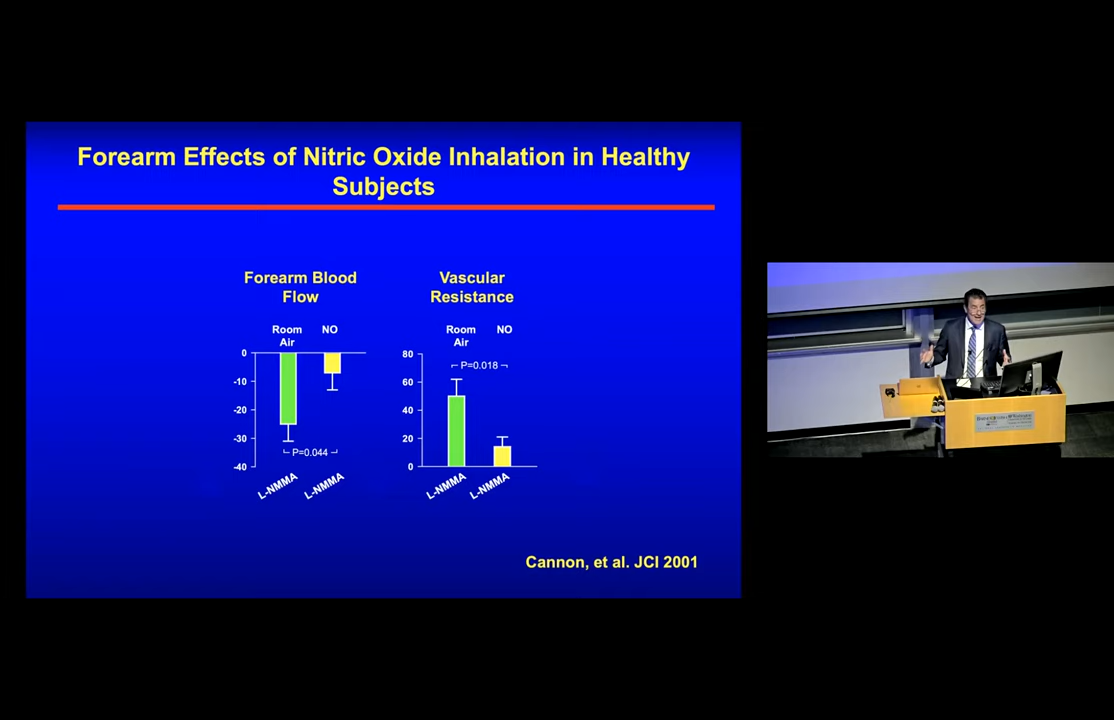 Forearm Effects of Nitric Oxide Inhalation in Healthy
Subjects
Forearm Blood
Flow
Room
Air
NO
0
-10
-20
-30
-40
P=0.044
L-NMMA
L-NMMA
Vascular
Resistance
Room
Air
NO
80
60
40
20
0
P=0.018
L-NMMA
L-NMMA
Cannon, et al. JCI 2001